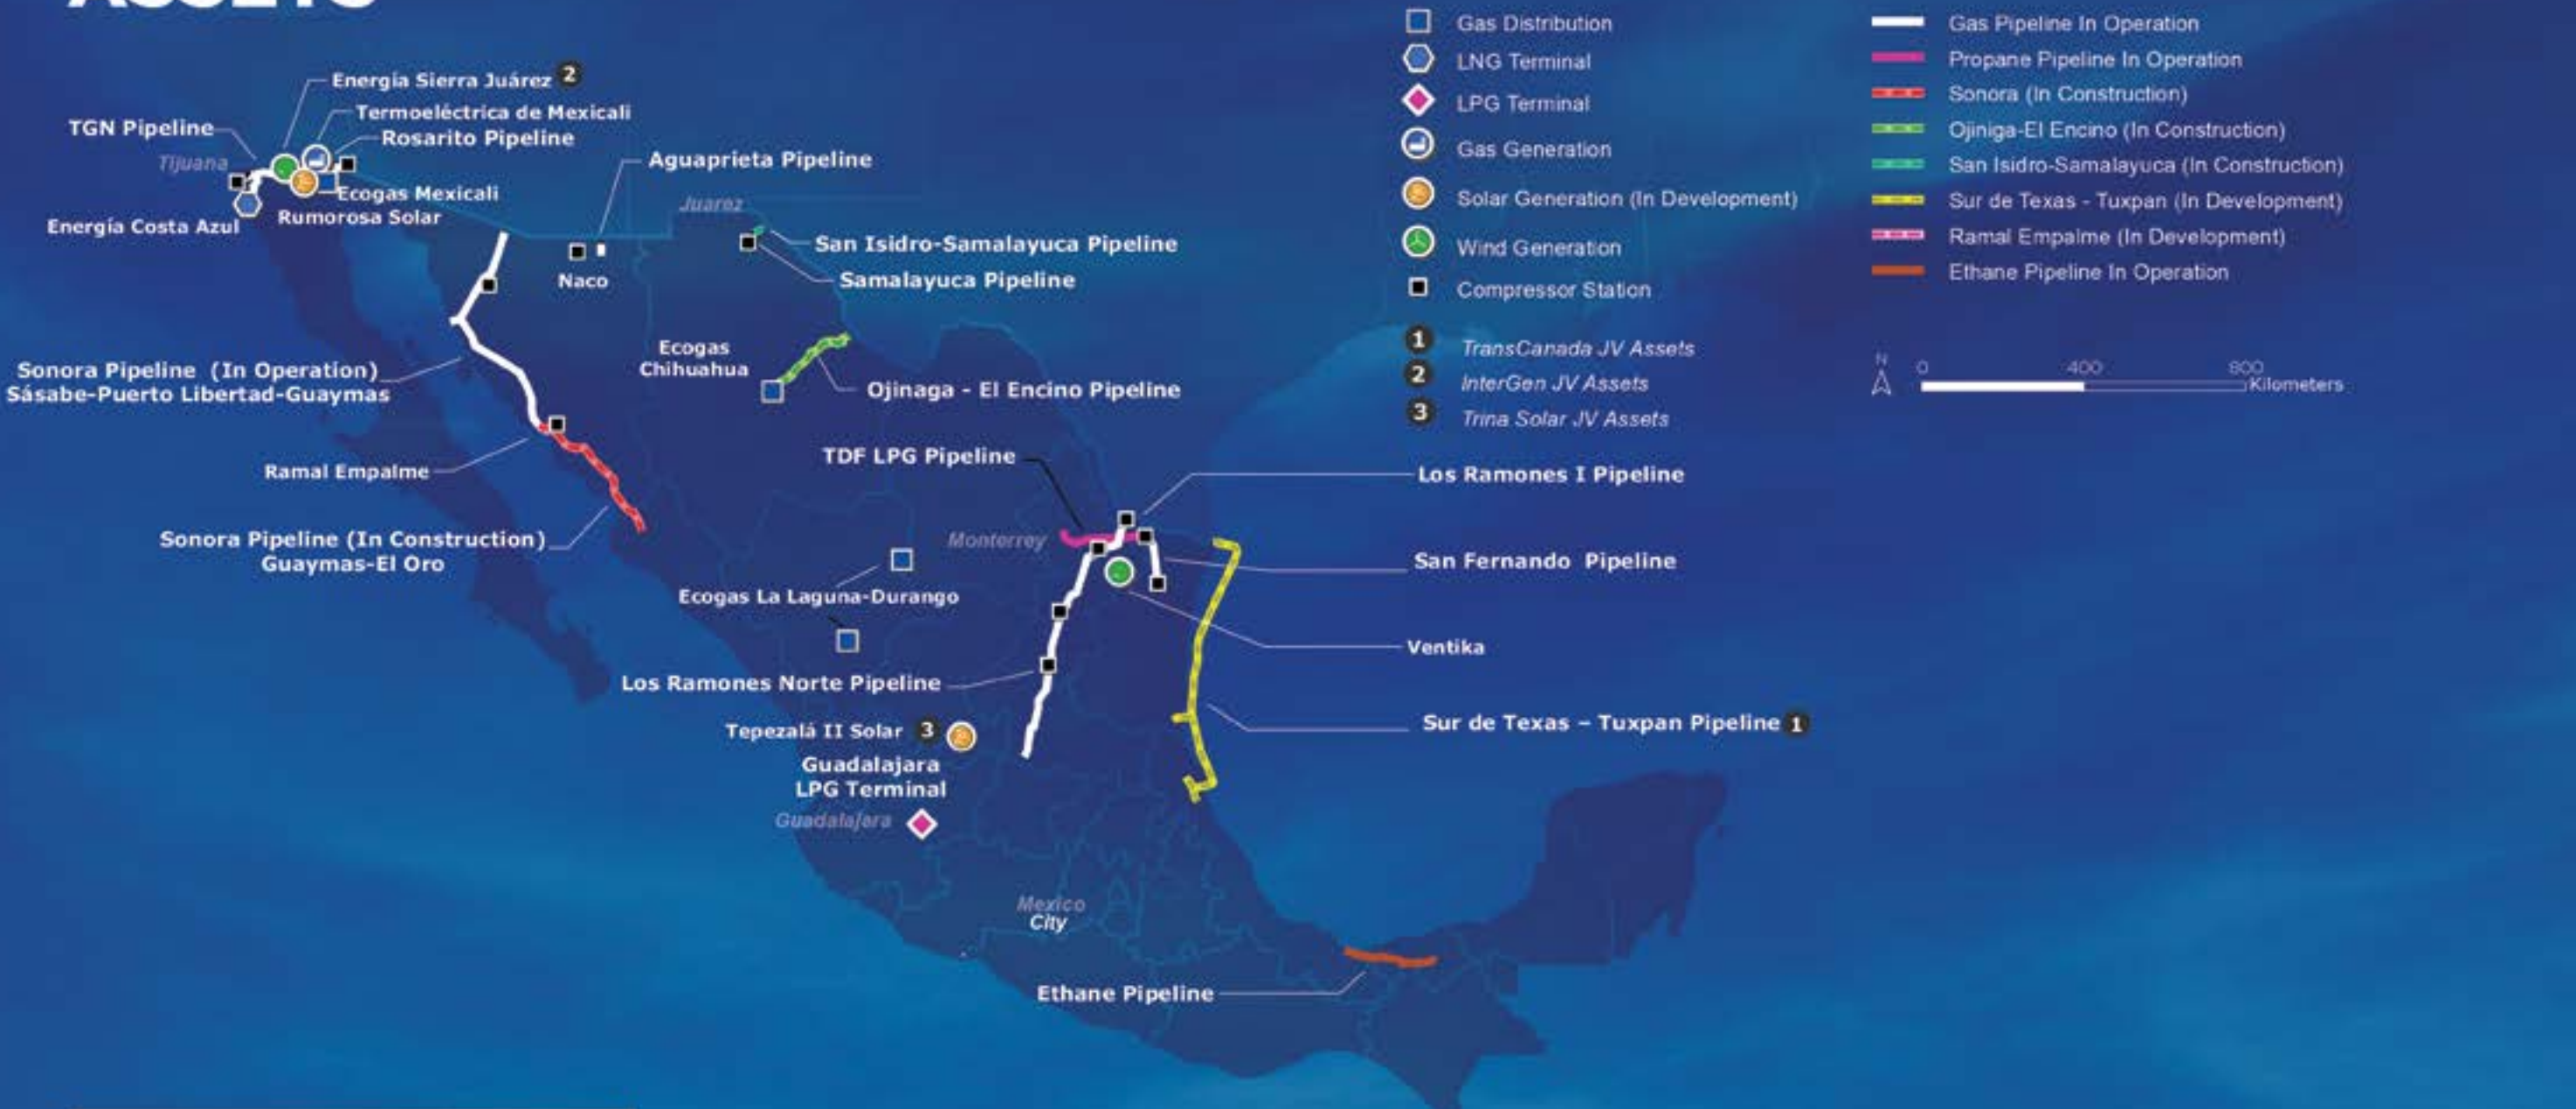 ASSETS
Energía Sierra Juárez 2
Termoeléctrica de Mexicali
TGN Pipeline
Rosarito Pipeline
Tijuana
Aguaprieta Pipeline
Ecogas Mexicali
Rumorosa Solar
Energía Costa Azul
Juarez
San Isidro-Samalayuca Pipeline
Naco
Samalayuca Pipeline
Ecogas
Chihuahua
Sonora Pipeline (In Operation)
Sásabe-Puerto Libertad-Guaymas
Ojinaga - El Encino Pipeline
Ramal Empalme
TDF LPG Pipeline
Los Ramones I Pipeline
Sonora Pipeline (In Construction)
Guaymas-El Oro
Monterrey
San Fernando Pipeline
Ecogas La Laguna-Durango
Ventika
Los Ramones Norte Pipeline
Tepezalá II Solar 3
Sur de Texas – Tuxpan Pipeline 1
Guadalajara
LPG Terminal
Guadalajara
Mexico
City
Ethane Pipeline
Gas Distribution
LNG Terminal
LPG Terminal
Gas Generation
Solar Generation (In Development)
Wind Generation
Compressor Station
1 TransCanada JV Assets
2 InterGen JV Assets
3 Trina Solar JV Assets
Gas Pipeline In Operation
Propane Pipeline In Operation
Sonora (In Construction)
Ojiniga-El Encino (In Construction)
San Isidro-Samalayuca (In Construction)
Sur de Texas - Tuxpan (In Development)
Ramal Empalme (In Development)
Ethane Pipeline In Operation
N 0 400 800
Kilometers